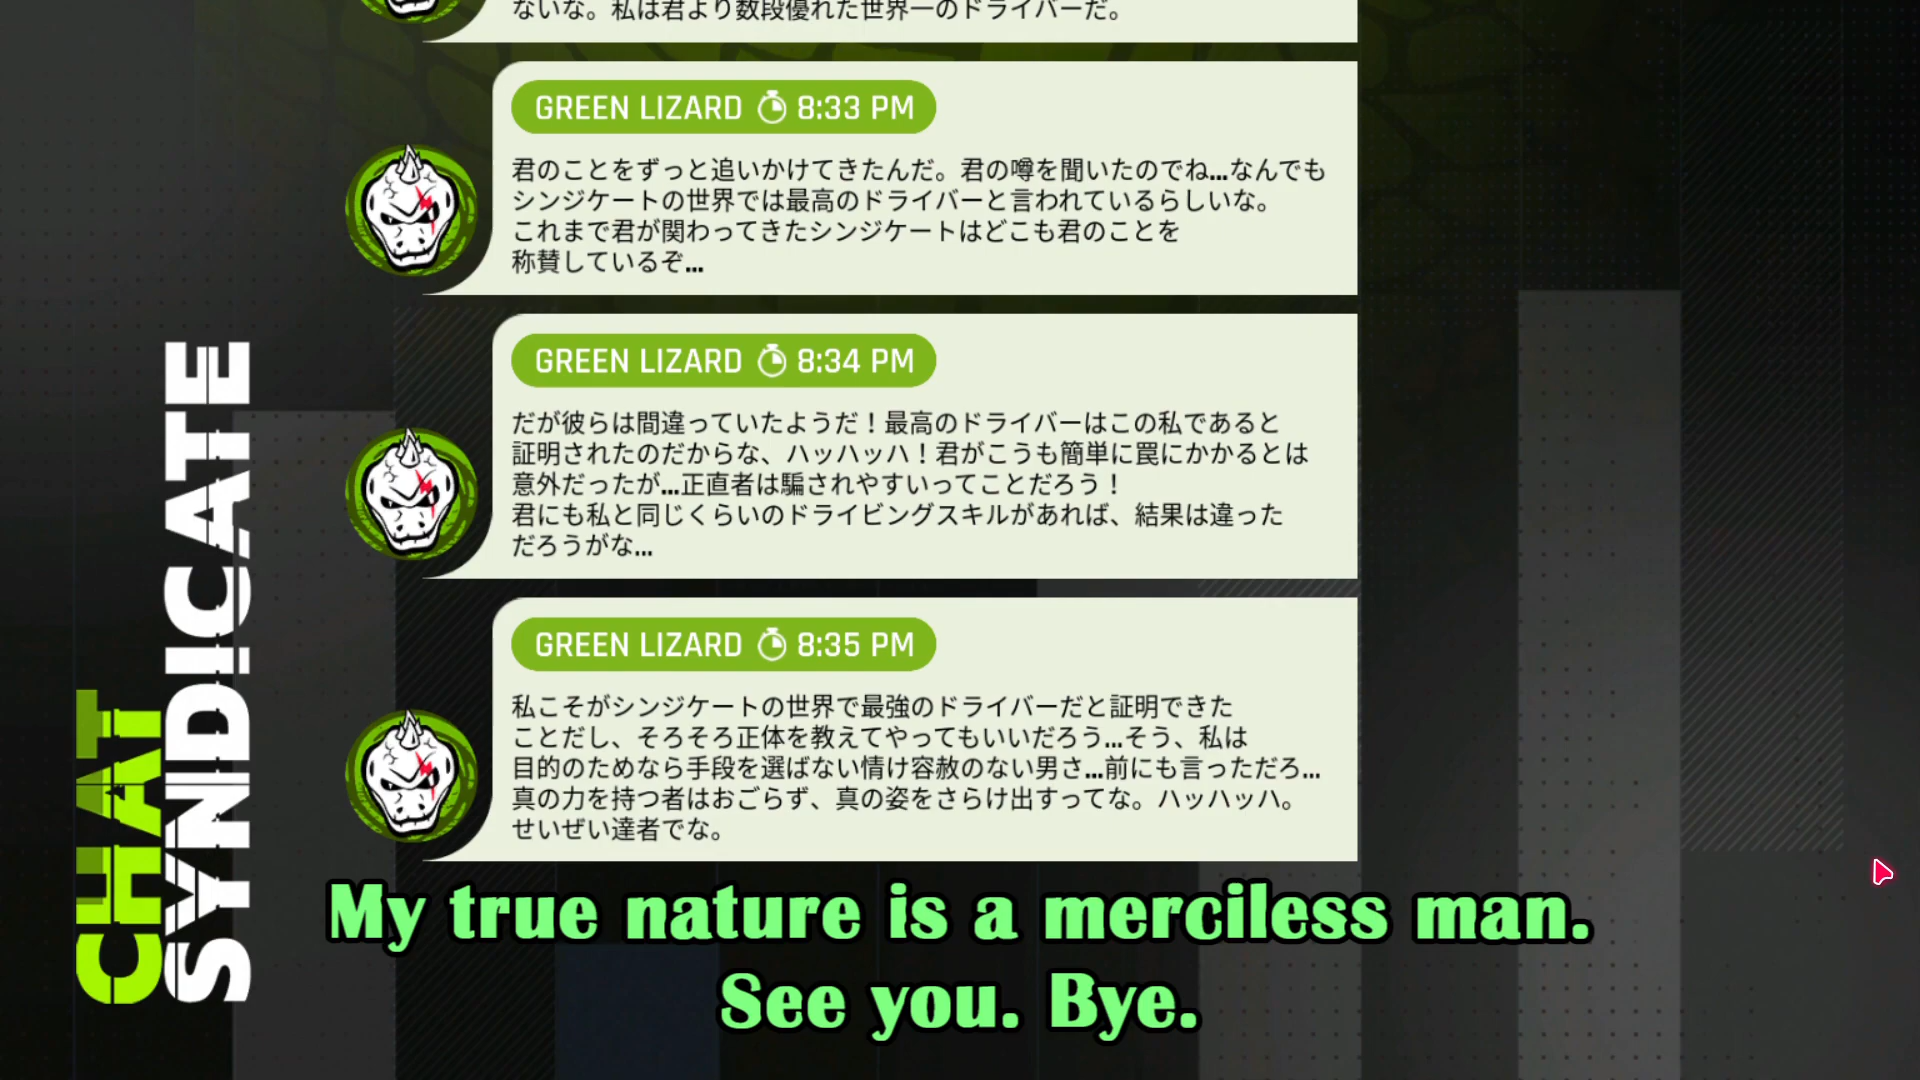 ないな。私は君より数段優れた世界一のドライバーだ。
GREEN LIZARD 8:33 PM
君のことをずっと追いかけてきたんだ。君の噂を聞いたのでね...なんでも
シンジケートの世界では最高のドライバーと言われているらしいな。
これまで君が関わってきたシンジケートはどこも君のことを
称賛しているぞ...
GREEN LIZARD 8:34 PM
だが彼らは間違っていたようだ！最高のドライバーはこの私であると
証明されたのだからな、ハッハッハ！君がこうも簡単に罠にかかるとは
意外だったが...正直者は騙されやすいってことだろう！
君にも私と同じくらいのドライビングスキルがあれば、結果は違った
だろうがな...
GREEN LIZARD 8:35 PM
私こそがシンジケートの世界で最強のドライバーだと証明できた
ことだし、そろそろ正体を教えてやってもいいだろう...そう、私は
目的のためなら手段を選ばない情け容赦のない男さ...前にも言っただろ...
真の力を持つ者はおごらず、真の姿をさらけ出すってな。ハッハッハ。
せいぜい達者でな。
CHAT
SYNDICATE
My true nature is a merciless man.
See you. Bye.